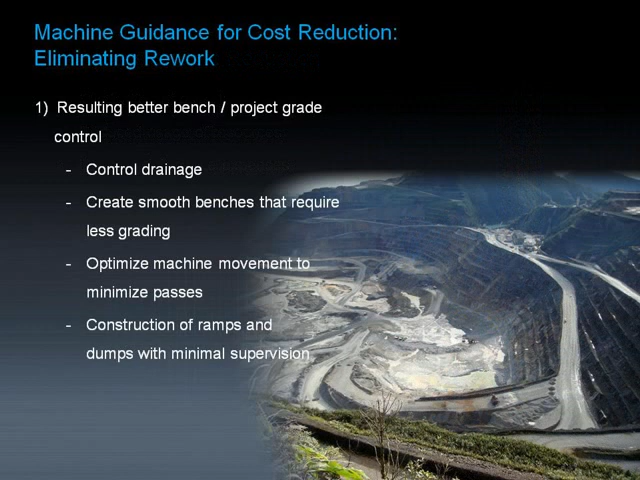 Machine Guidance for Cost Reduction:
Eliminating Rework
1) Resulting better bench / project grade
control
- Control drainage
- Create smooth benches that require
less grading
- Optimize machine movement to
minimize passes
- Construction of ramps and
dumps with minimal supervision